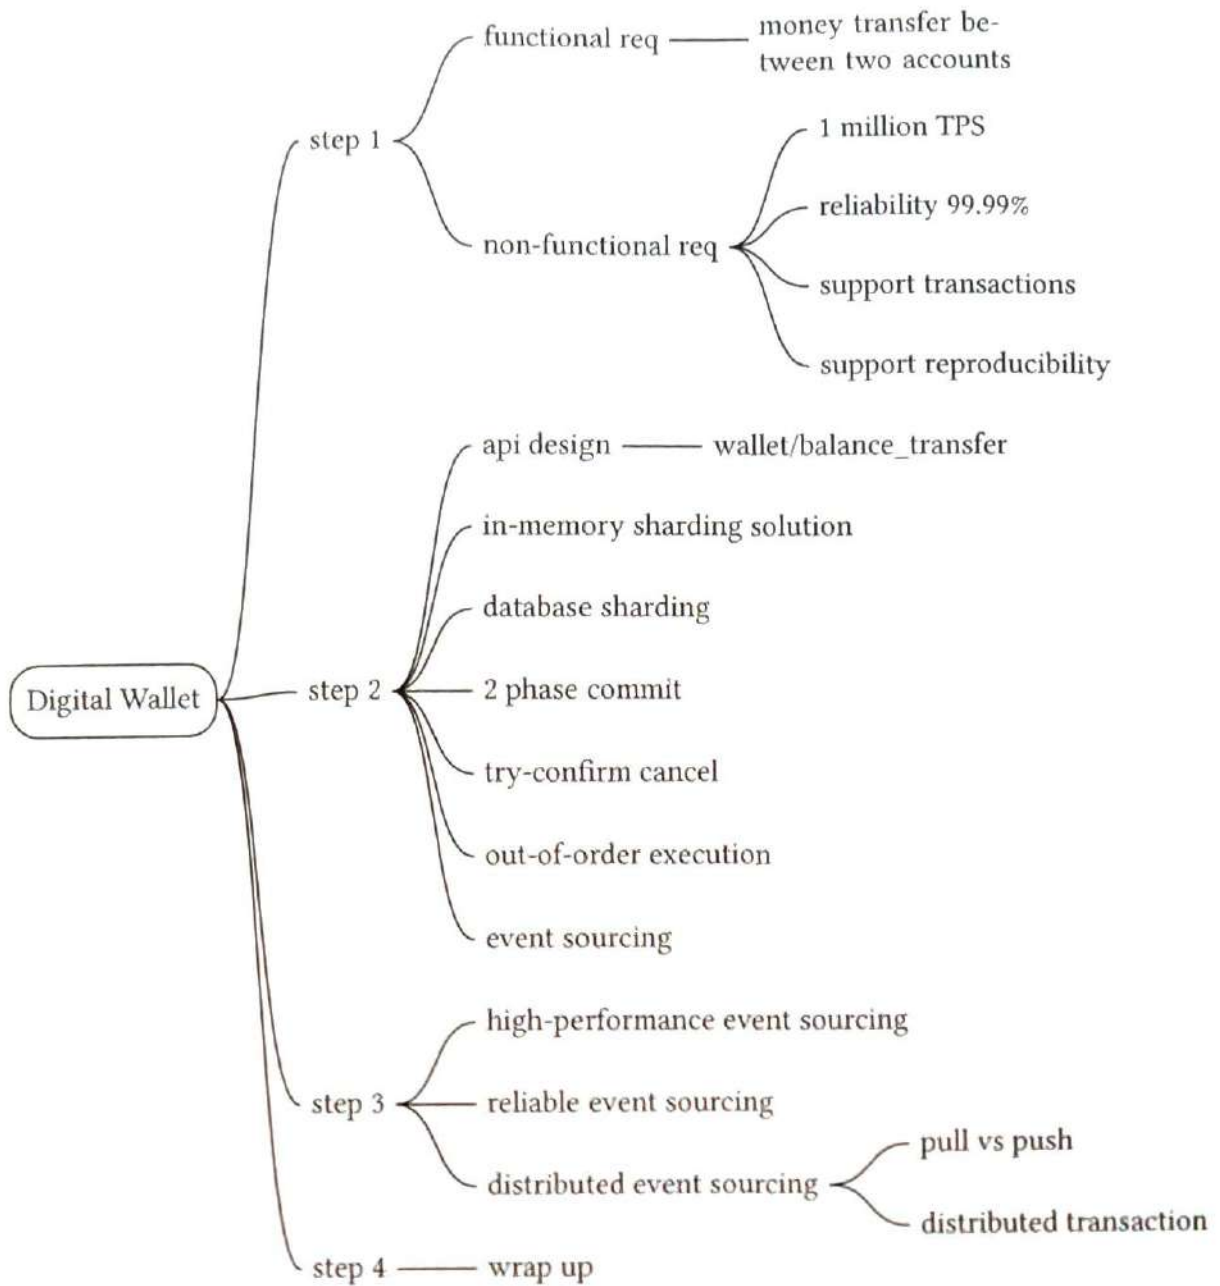 functional req
money transfer be-
tween two accounts
1 million TPS
step 1
reliability 99.99%
non-functional req
support transactions
support reproducibility
api design
wallet/balance_transfer
in-memory sharding solution
database sharding
Digital Wallet
step 2
2 phase commit
try-confirm cancel
out-of-order execution
event sourcing
high-performance event sourcing
step 3
reliable event sourcing
distributed event sourcing
pull vs push
distributed transaction
step 4
wrap up